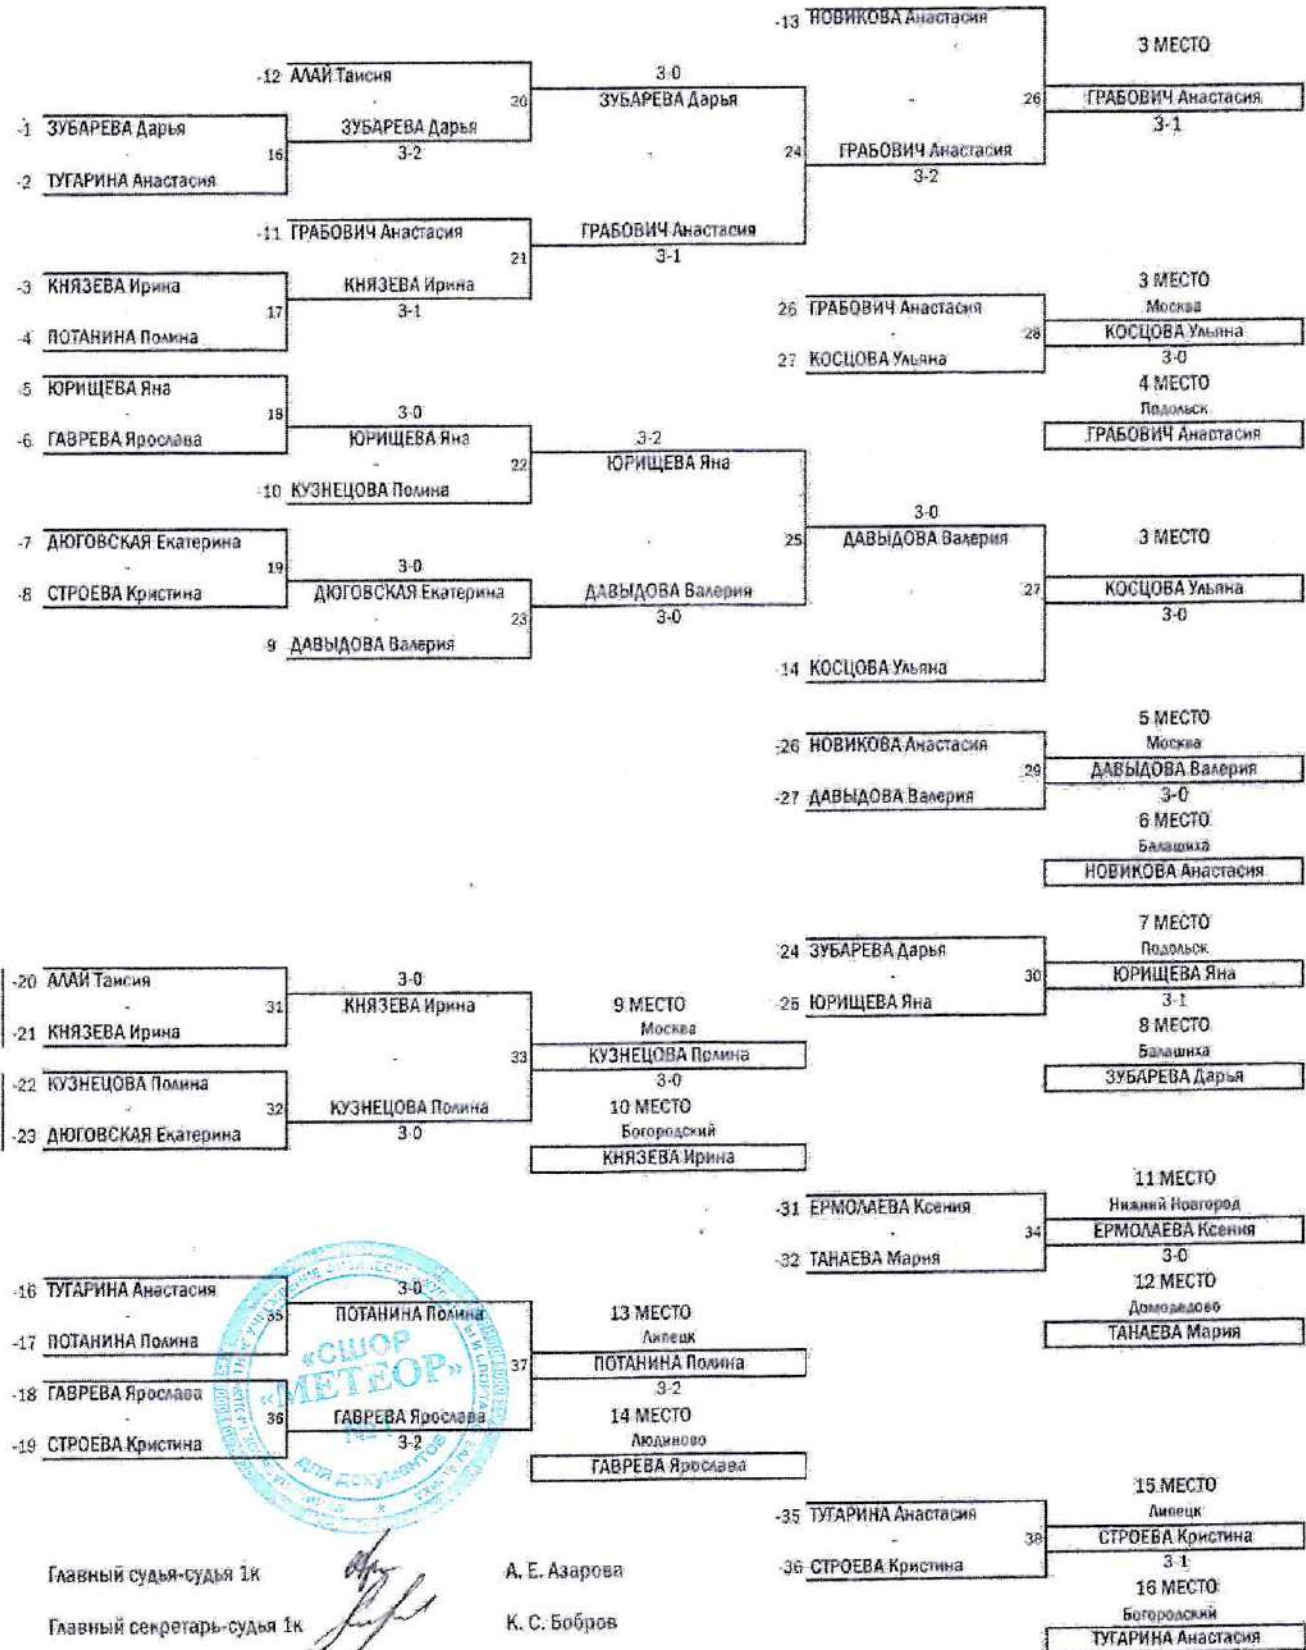 -13 НОВИКОВА Анастасия
3 МЕСТО
-12 АЛАЙ Таисия
3-0
20
ЗУБАРЕВА Дарья
26
ГРАБОВИЧ Анастасия
3-1
-1 ЗУБАРЕВА Дарья
16
ЗУБАРЕВА Дарья
3-2
24
ГРАБОВИЧ Анастасия
3-2
-2 ТУГАРИНА Анастасия
-11 ГРАБОВИЧ Анастасия
21
ГРАБОВИЧ Анастасия
3-1
-3 КНЯЗЕВА Ирина
17
КНЯЗЕВА Ирина
3-1
-4 ПОТАНИНА Полина
3 МЕСТО
Москва
26 ГРАБОВИЧ Анастасия
28
КОСЦОВА Ульяна
3-0
27 КОСЦОВА Ульяна
4 МЕСТО
Подольск
ГРАБОВИЧ Анастасия
-5 ЮРИЩЕВА Яна
18
3-0
-6 ГАВРЕВА Ярослава
ЮРИЩЕВА Яна
22
3-2
ЮРИЩЕВА Яна
-10 КУЗНЕЦОВА Полина
3-0
25
ДАВЫДОВА Валерия
3 МЕСТО
-7 ДЮГОВСКАЯ Екатерина
19
3-0
-8 СТРОЕВА Кристина
ДЮГОВСКАЯ Екатерина
23
ДАВЫДОВА Валерия
3-0
27
КОСЦОВА Ульяна
3-0
-9 ДАВЫДОВА Валерия
-14 КОСЦОВА Ульяна
5 МЕСТО
Москва
-26 НОВИКОВА Анастасия
29
ДАВЫДОВА Валерия
3-0
-27 ДАВЫДОВА Валерия
6 МЕСТО
Балашиха
НОВИКОВА Анастасия
7 МЕСТО
Подольск
-24 ЗУБАРЕВА Дарья
30
ЮРИЩЕВА Яна
3-1
-25 ЮРИЩЕВА Яна
8 МЕСТО
Балашиха
ЗУБАРЕВА Дарья
-20 АЛАЙ Таисия
31
3-0
КНЯЗЕВА Ирина
-21 КНЯЗЕВА Ирина
9 МЕСТО
Москва
33
КУЗНЕЦОВА Полина
3-0
-22 КУЗНЕЦОВА Полина
32
КУЗНЕЦОВА Полина
3-0
-23 ДЮГОВСКАЯ Екатерина
10 МЕСТО
Богородский
КНЯЗЕВА Ирина
11 МЕСТО
Нижний Новгород
-31 ЕРМОЛАЕВА Ксения
34
ЕРМОЛАЕВА Ксения
3-0
-32 ТАНАЕВА Мария
12 МЕСТО
Домодедово
ТАНАЕВА Мария
-16 ТУГАРИНА Анастасия
35
3-0
ПОТАНИНА Полина
-17 ПОТАНИНА Полина
13 МЕСТО
Липецк
37
ПОТАНИНА Полина
3-2
-18 ГАВРЕВА Ярослава
36
ГАВРЕВА Ярослава
3-2
-19 СТРОЕВА Кристина
14 МЕСТО
Людиново
ГАВРЕВА Ярослава
«СШОР
«МЕТЕОР»
для документов
15 МЕСТО
Липецк
-35 ТУГАРИНА Анастасия
38
СТРОЕВА Кристина
3-1
-36 СТРОЕВА Кристина
16 МЕСТО
Богородский
ТУГАРИНА Анастасия
Главный судья-судья 1к
А. Е. Азарова
Главный секретарь-судья 1к
К. С. Бобров